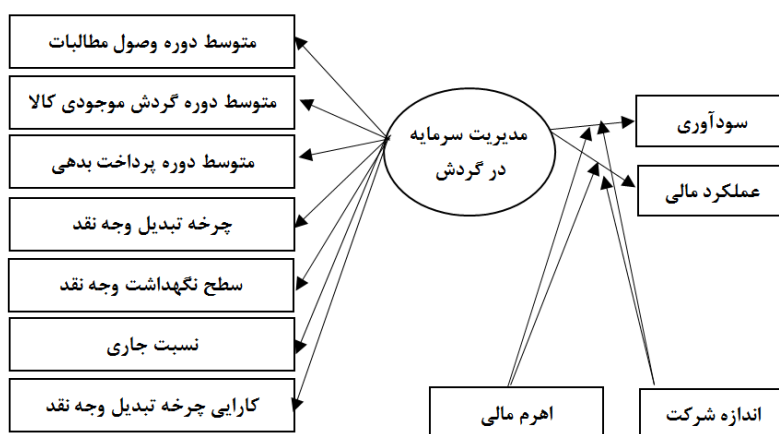 متوسط دوره وصول مطالبات
متوسط دوره گردش موجودی کالا
متوسط دوره پرداخت بدهی
چرخه تبدیل وجه نقد
سطح نگهداشت وجه نقد
نسبت جاری
کارایی چرخه تبدیل وجه نقد
مدیریت سرمایه
در گردش
سودآوری
عملکرد مالی
اهرم مالی
اندازه شرکت